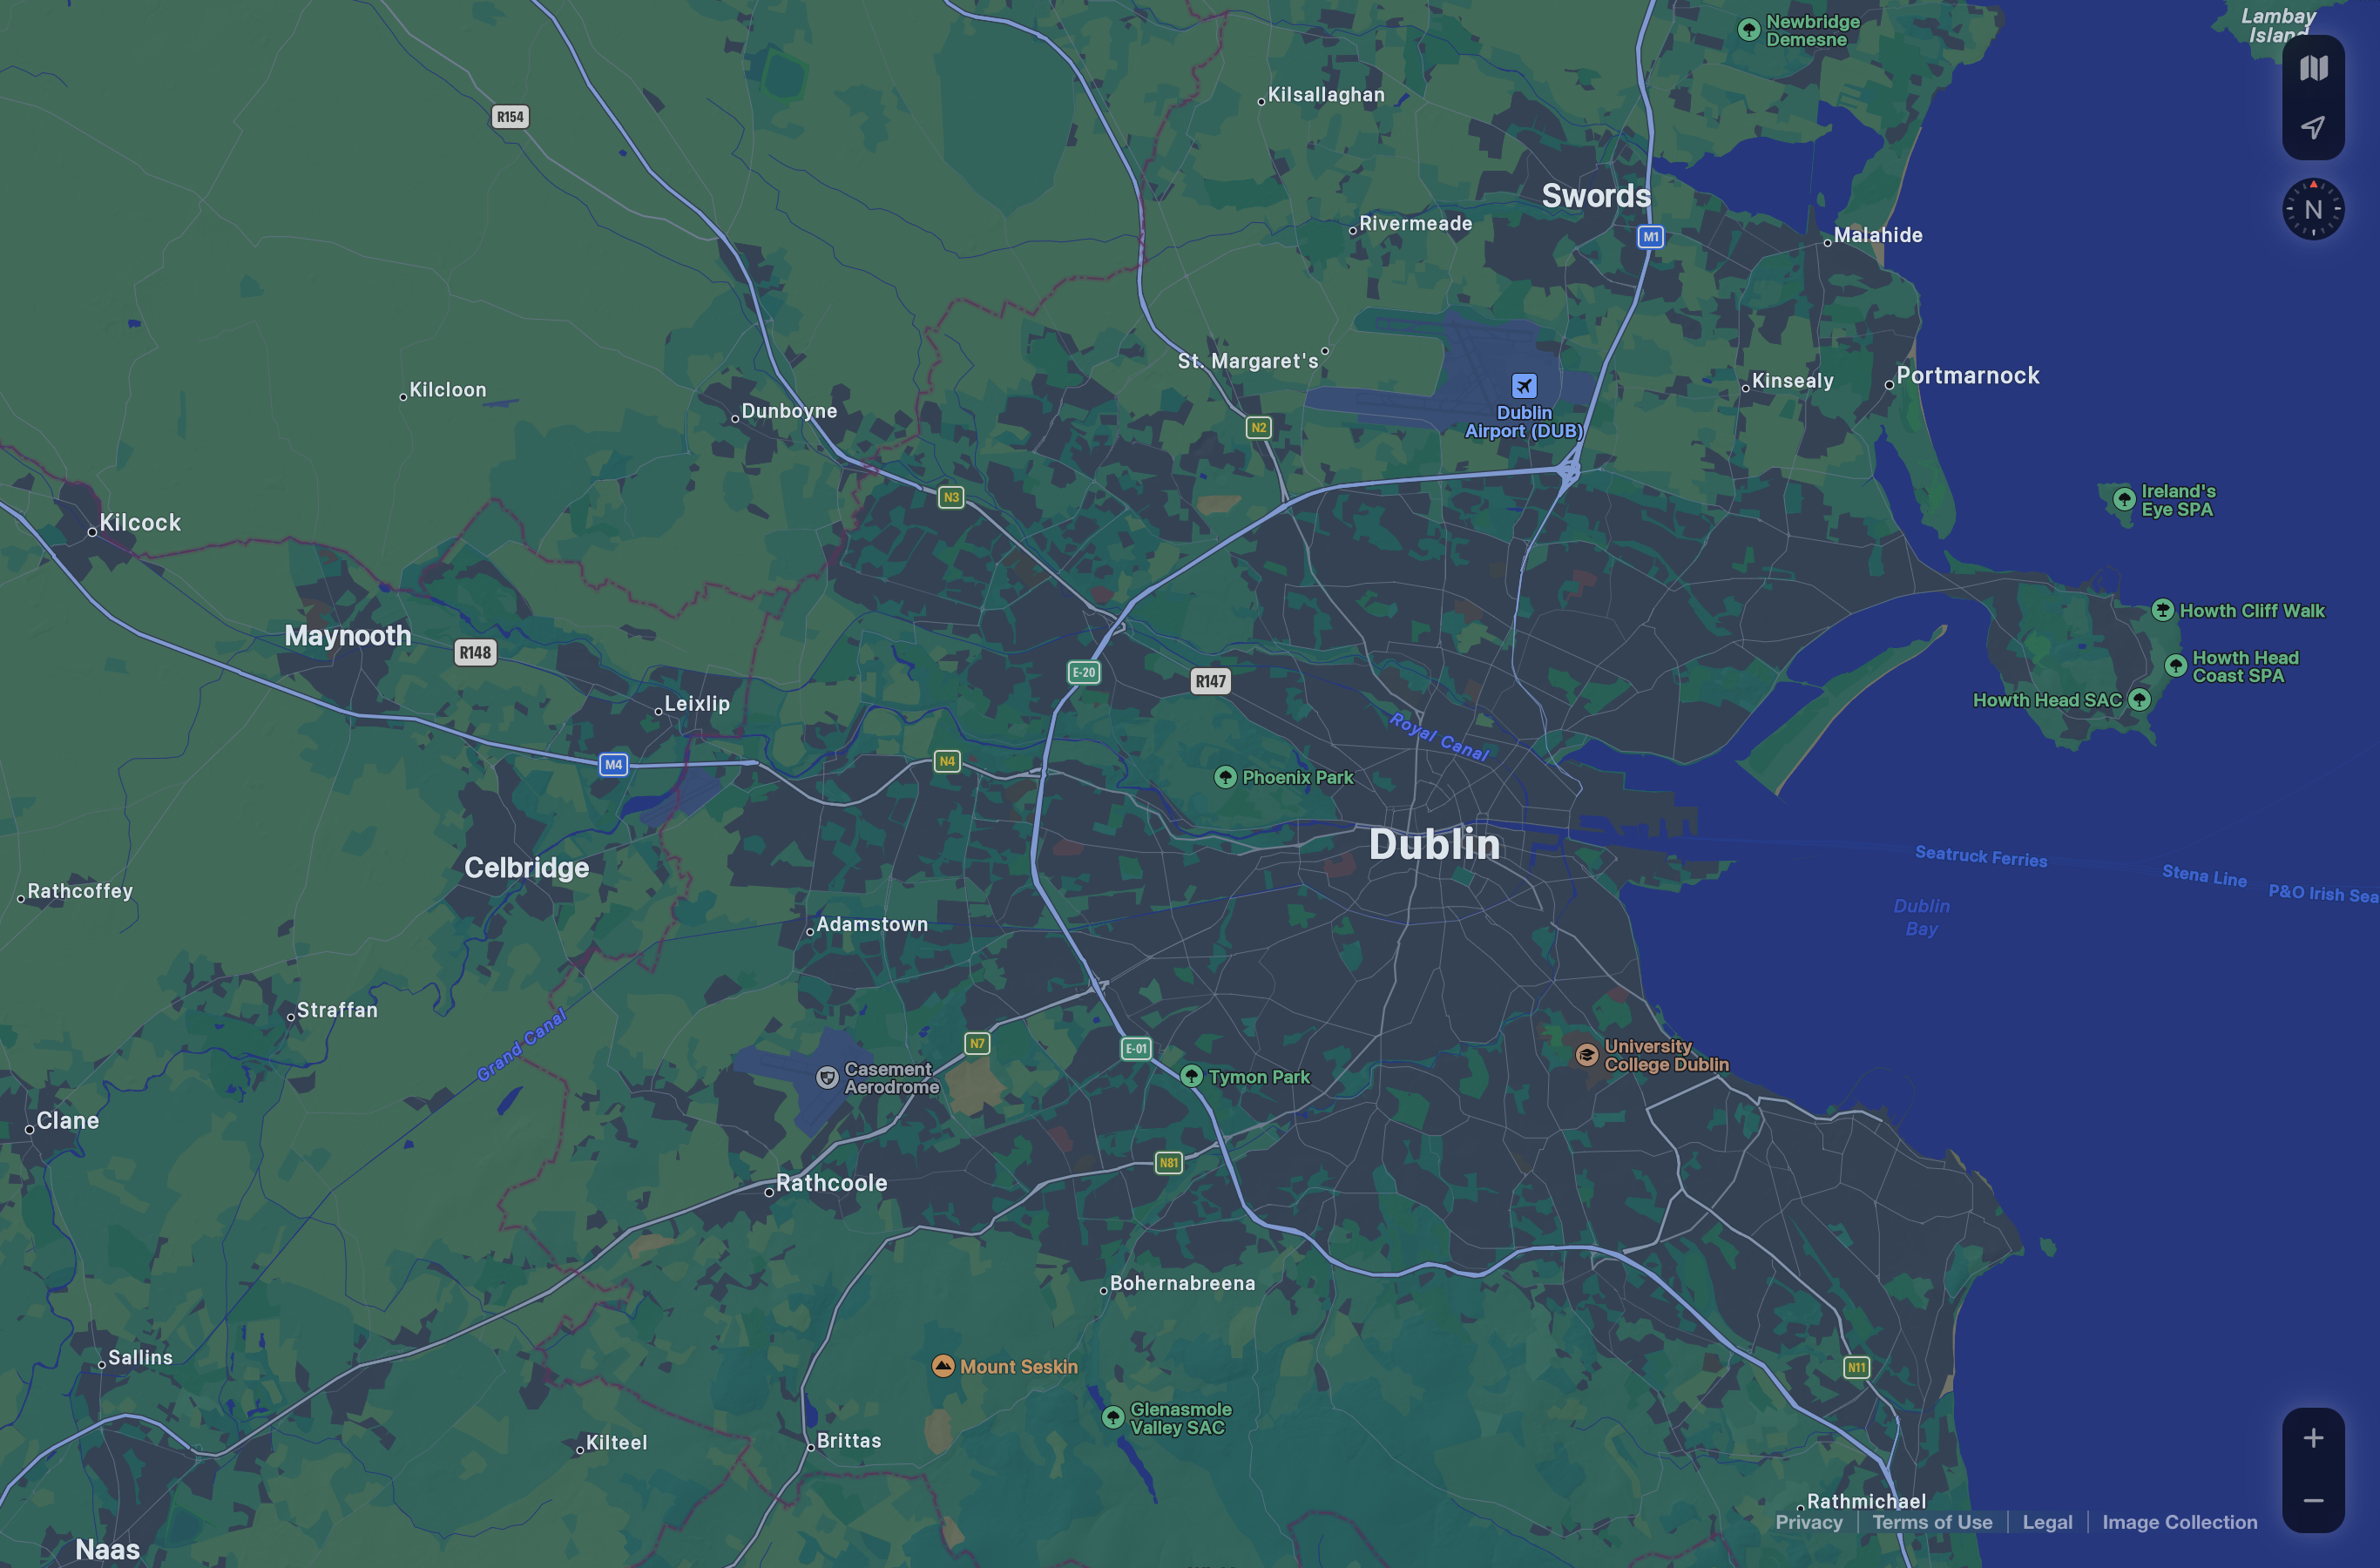 Lambay
Island
Newbridge
Demesne
Kilsallaghan
R154
N
Swords
Rivermeade
M1
Malahide
St. Margaret's
Kilcloon
Dunboyne
Kinsealy
Portmarnock
Dublin
Airport (DUB)
N2
N3
Ireland's
Eye SPA
Kilcock
Howth Cliff Walk
Maynooth
R148
E-20
R147
Howth Head
Coast SPA
Howth Head SAC
Leixlip
Royal Canal
M4
N4
Phoenix Park
Dublin
Seatruck Ferries
Stena Line
P&O Irish Sea
Celbridge
Rathcoffey
Dublin
Bay
Adamstown
Straffan
Grand Canal
N7
E-01
Casement
Aerodrome
Tymon Park
University
College Dublin
Clane
Rathcoole
N81
Bohernabreena
Sallins
Mount Seskin
N11
Glenasmole
Valley SAC
Kilteel
Brittas
Rathmichael
Privacy
Terms of Use
Legal
Image Collection
Naas